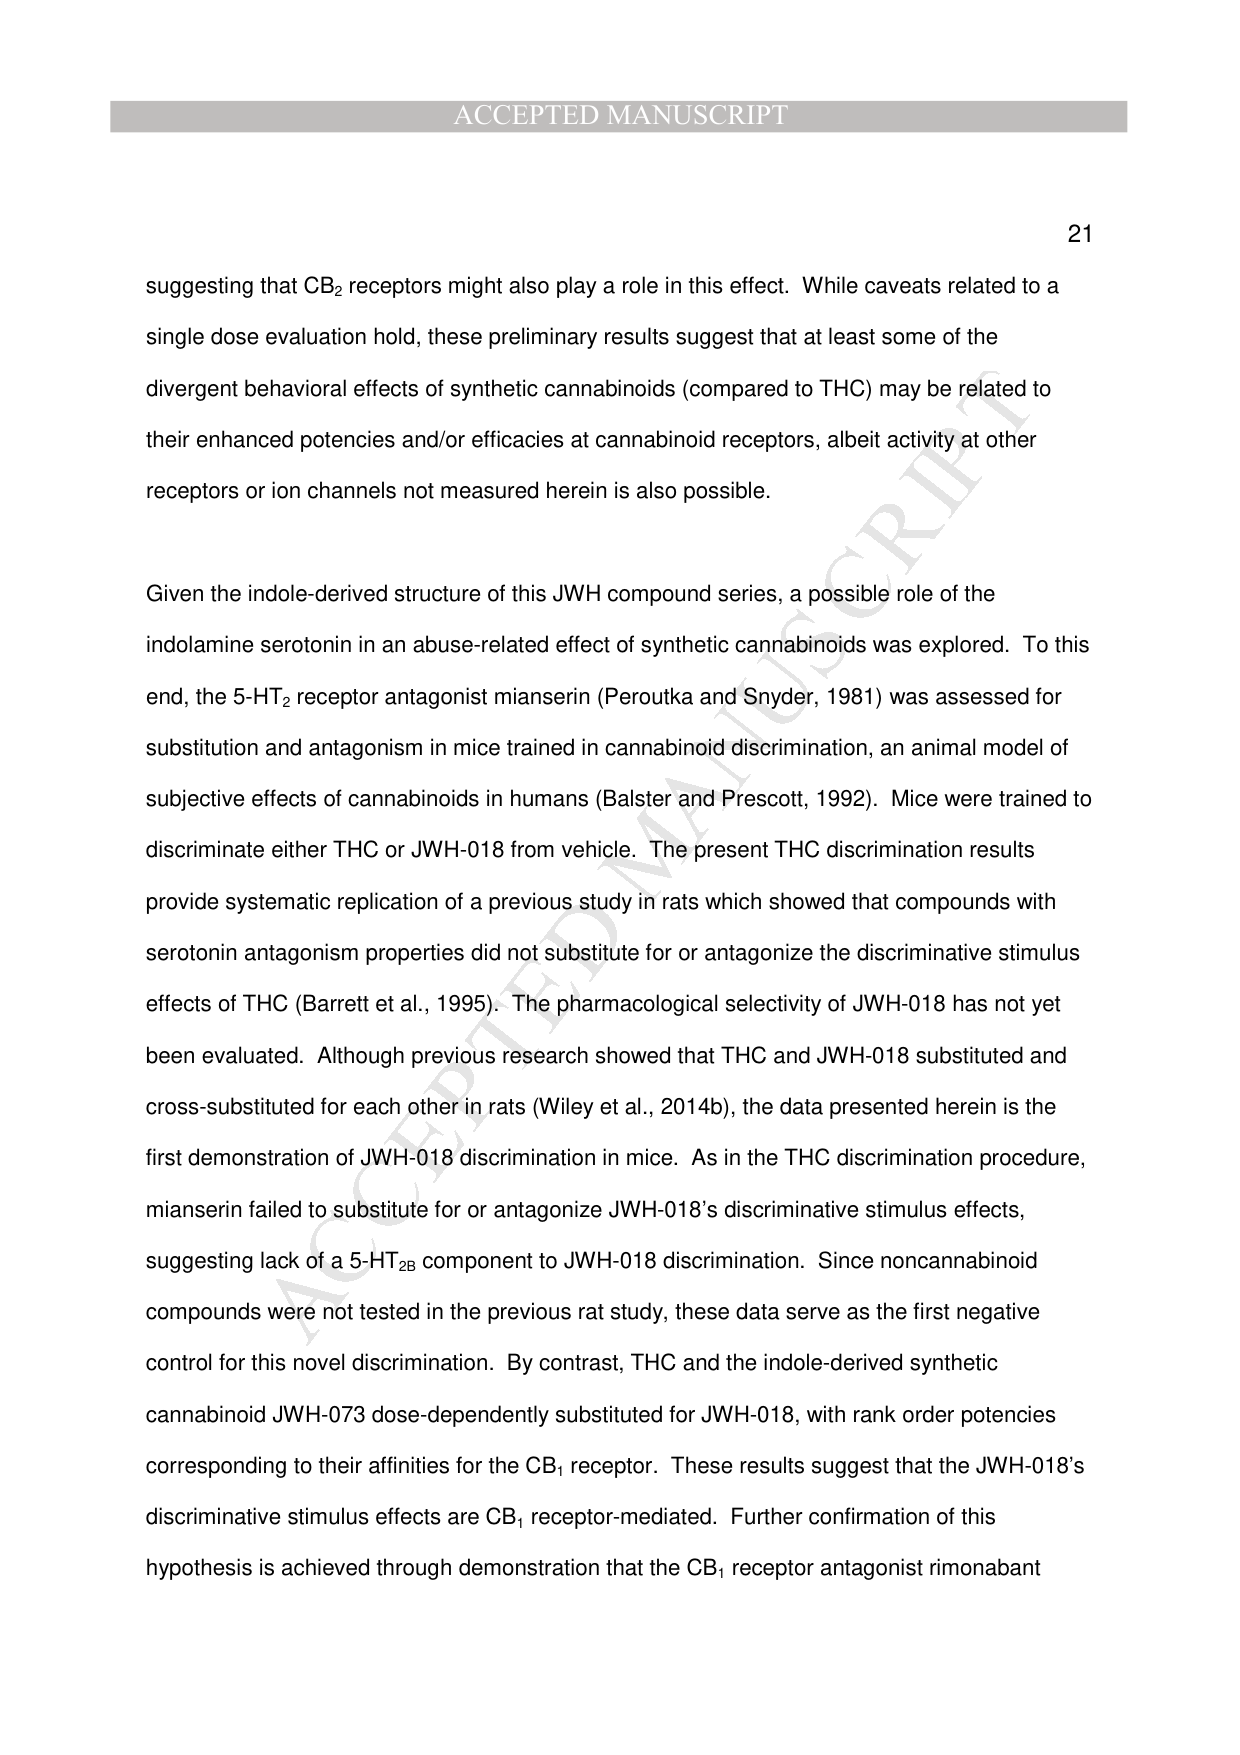 ACCEPTED MANUSCRIPT
21
suggesting that CB2 receptors might also play a role in this effect.  While caveats related to a
single dose evaluation hold, these preliminary results suggest that at least some of the
divergent behavioral effects of synthetic cannabinoids (compared to THC) may be related to
their enhanced potencies and/or efficacies at cannabinoid receptors, albeit activity at other
receptors or ion channels not measured herein is also possible.
Given the indole-derived structure of this JWH compound series, a possible role of the
indolamine serotonin in an abuse-related effect of synthetic cannabinoids was explored.  To this
end, the 5-HT2 receptor antagonist mianserin (Peroutka and Snyder, 1981) was assessed for
substitution and antagonism in mice trained in cannabinoid discrimination, an animal model of
subjective effects of cannabinoids in humans (Balster and Prescott, 1992).  Mice were trained to
discriminate either THC or JWH-018 from vehicle.  The present THC discrimination results
provide systematic replication of a previous study in rats which showed that compounds with
serotonin antagonism properties did not substitute for or antagonize the discriminative stimulus
effects of THC (Barrett et al., 1995).  The pharmacological selectivity of JWH-018 has not yet
been evaluated.  Although previous research showed that THC and JWH-018 substituted and
cross-substituted for each other in rats (Wiley et al., 2014b), the data presented herein is the
first demonstration of JWH-018 discrimination in mice.  As in the THC discrimination procedure,
mianserin failed to substitute for or antagonize JWH-018’s discriminative stimulus effects,
suggesting lack of a 5-HT2B component to JWH-018 discrimination.  Since noncannabinoid
compounds were not tested in the previous rat study, these data serve as the first negative
control for this novel discrimination.  By contrast, THC and the indole-derived synthetic
cannabinoid JWH-073 dose-dependently substituted for JWH-018, with rank order potencies
corresponding to their affinities for the CB1 receptor.  These results suggest that the JWH-018’s
discriminative stimulus effects are CB1 receptor-mediated.  Further confirmation of this
hypothesis is achieved through demonstration that the CB1 receptor antagonist rimonabant
ACCEPTED MANUSCRIPT